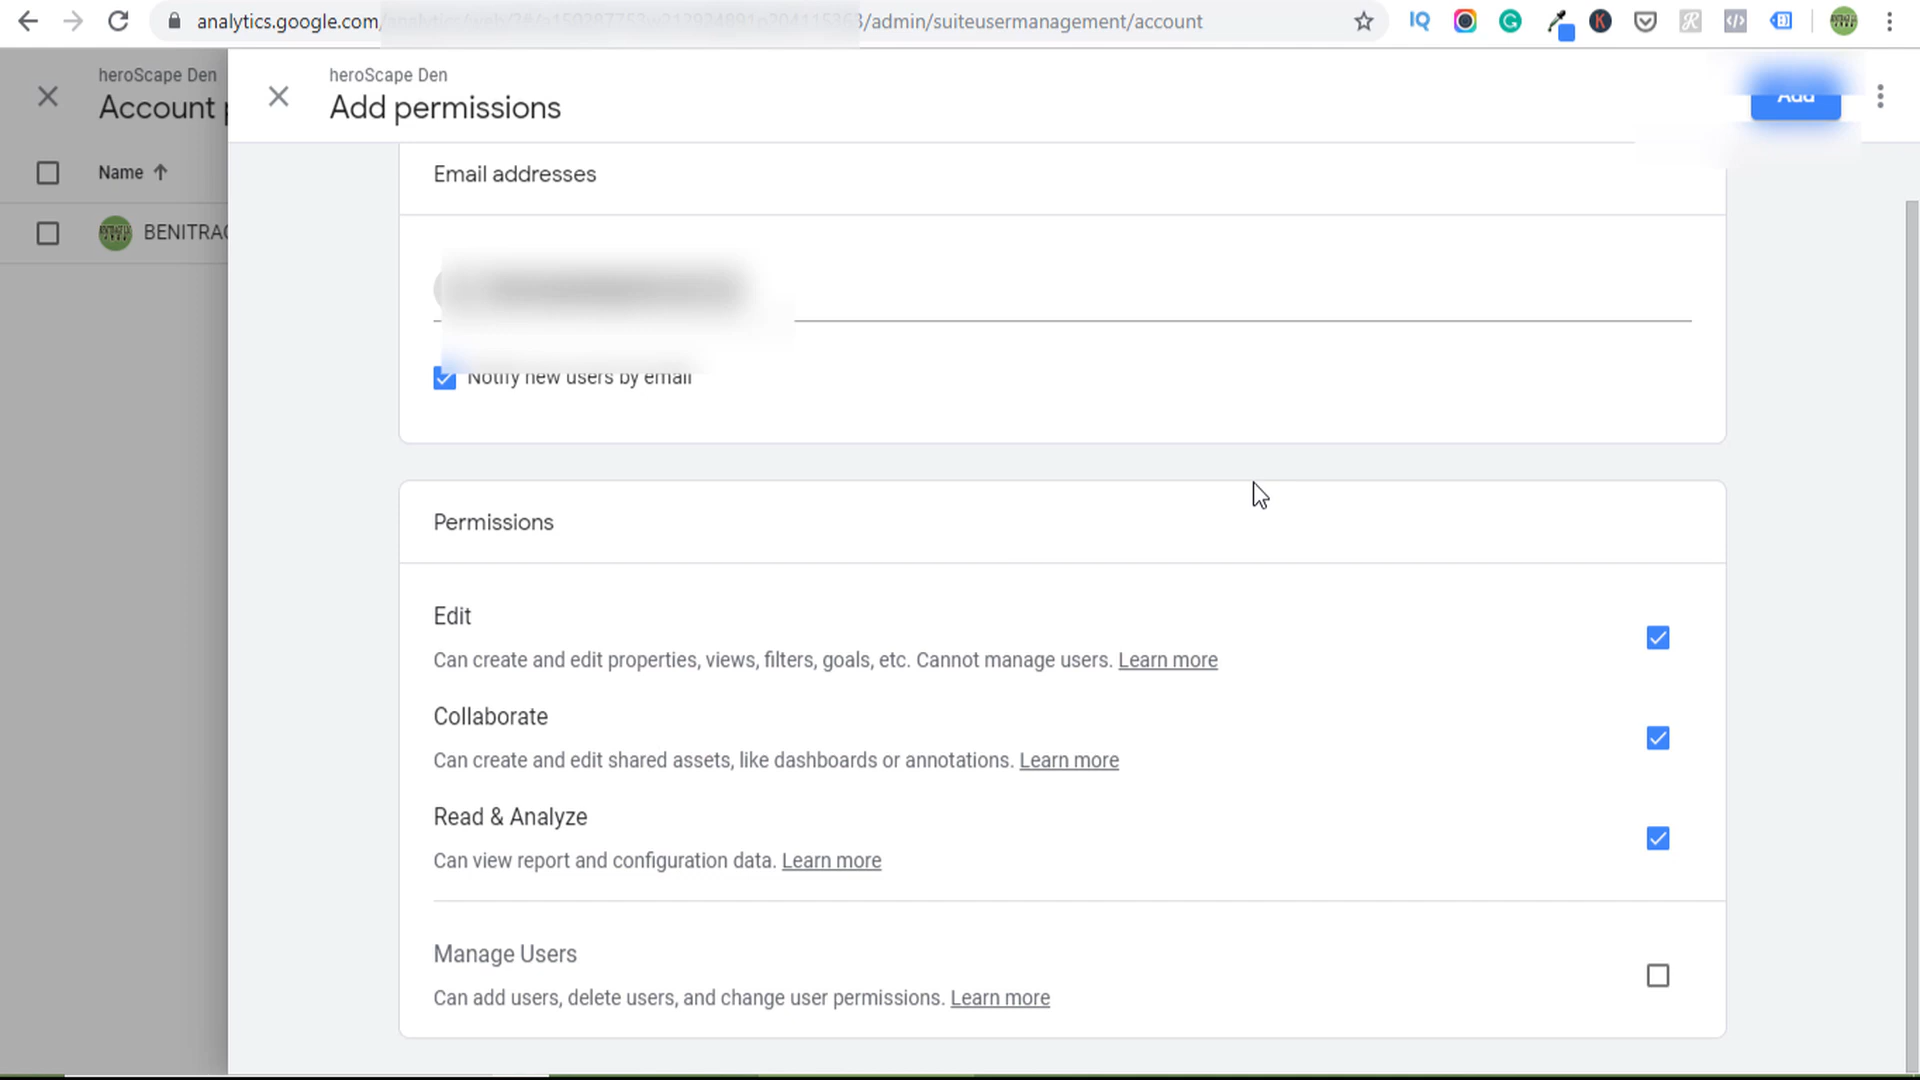 analytics.google.com/ /admin/suiteusermanagement/account
IQ
K
heroScape Den
Account
Name
BENITRAC
heroScape Den
Add permissions
Add
Email addresses
Notify new users by email
Permissions
Edit
Can create and edit properties, views, filters, goals, etc. Cannot manage users. Learn more
Collaborate
Can create and edit shared assets, like dashboards or annotations. Learn more
Read & Analyze
Can view report and configuration data. Learn more
Manage Users
Can add users, delete users, and change user permissions. Learn more